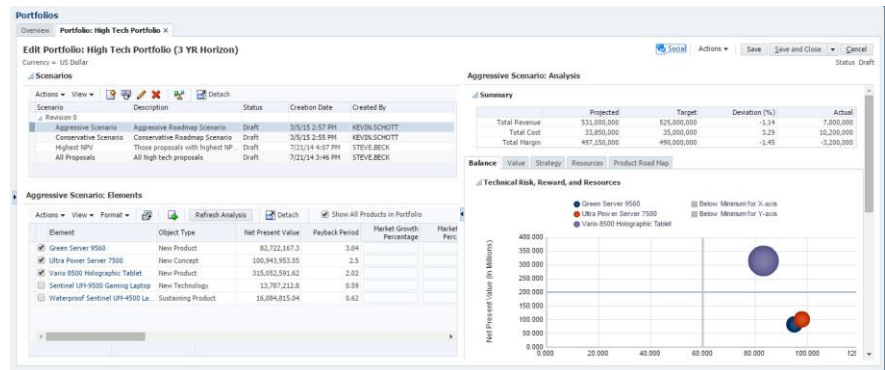 Portfolios
Overview Portfolio: High Tech Portfolio ×
Edit Portfolio: High Tech Portfolio (3 YR Horizon)
Social Actions Save Save and Close Cancel
Currency = US Dollar
Status Draft
Scenarios
Actions View Detach
Scenario Description Status Creation Date Created By
Revision 0
Aggressive Scenario Aggressive Roadmap Scenario Draft 3/5/15 2:57 PM KEVIN.SCHOTT
Conservative Scenario Conservative Roadmap Scenario Draft 3/5/15 2:55 PM KEVIN.SCHOTT
Highest NPV Those proposals with highest NP... Draft 7/21/14 4:07 PM STEVE.BECK
All Proposals All high tech proposals Draft 7/21/14 3:46 PM STEVE.BECK
Aggressive Scenario: Elements
Actions View Format Refresh Analysis Detach Show All Products in Portfolio
Element Object Type Net Present Value Payback Period Market Growth Percentage Market Perc
Green Server 9560 New Product 82,722,167.3 3.04
Ultra Power Server 7500 New Concept 100,943,953.55 2.5
Vario 8500 Holographic Tablet New Product 315,052,591.62 2.02
Sentinel UM-9500 Gaming Laptop New Technology 13,787,212.8 0.59
Waterproof Sentinel UM-4500 La... Sustaining Product 16,084,815.04 0.62
Aggressive Scenario: Analysis
Summary
Projected Target Deviation (%) Actual
Total Revenue 531,000,000 525,000,000 -1.14 7,000,000
Total Cost 33,850,000 35,000,000 3.29 10,200,000
Total Margin 497,150,000 490,000,000 -1.45 -3,200,000
Balance Value Strategy Resources Product Road Map
Technical Risk, Reward, and Resources
Green Server 9560 Below Minimum for X-axis
Ultra Power Server 7500 Below Minimum for Y-axis
Vario 8500 Holographic Tablet
Net Present Value (In Millions)
400.000
350.000
300.000
250.000
200.000
150.000
100.000
50.000
0.000
0.000 20.000 40.000 60.000 80.000 100.000 12